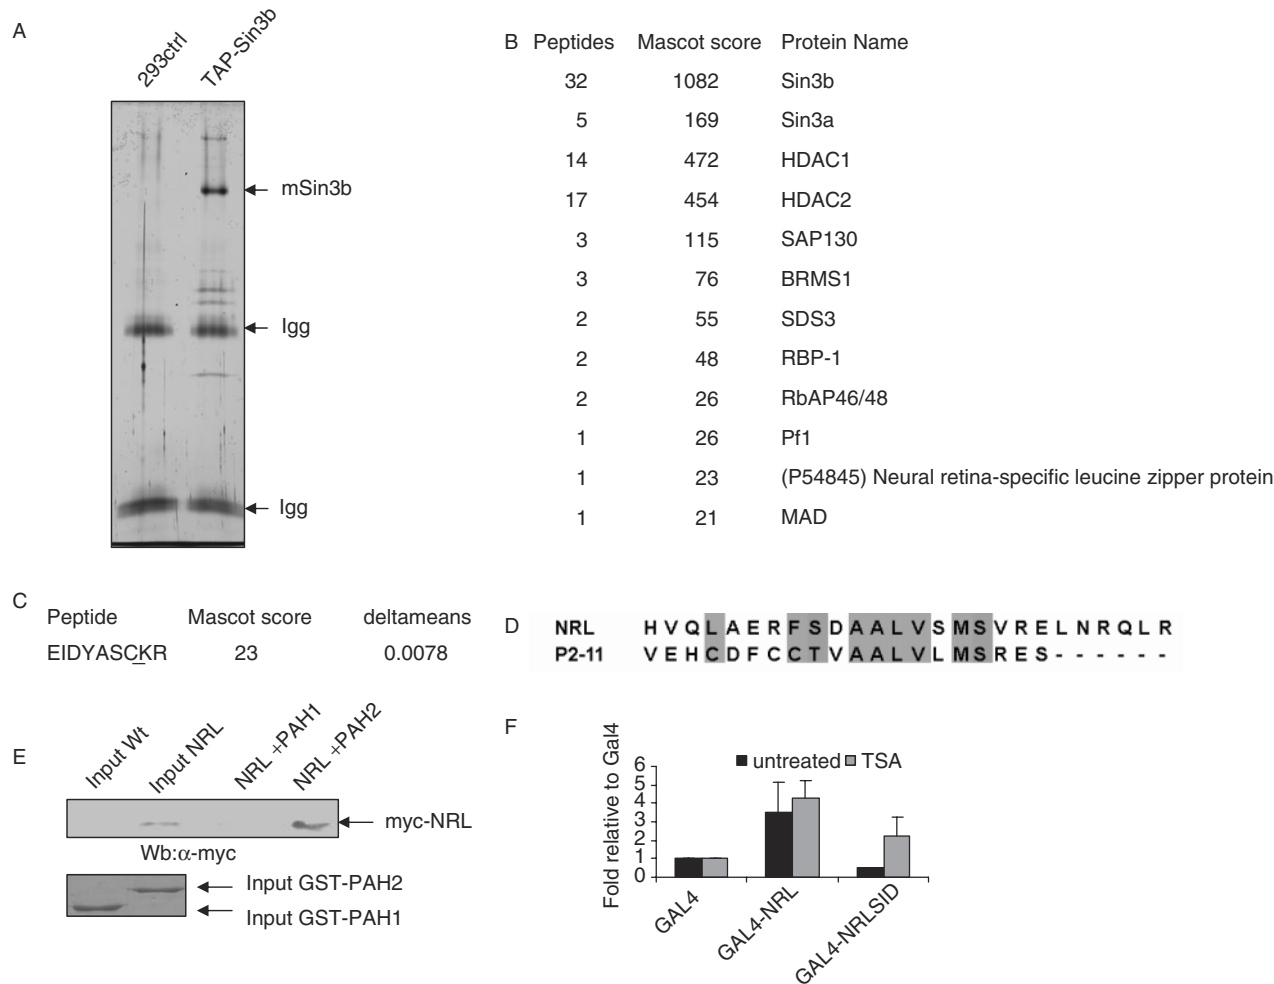 A
293ctrl
TAP-Sin3b
mSin3b
Igg
Igg
B Peptides Mascot score Protein Name
32 1082 Sin3b
5 169 Sin3a
14 472 HDAC1
17 454 HDAC2
3 115 SAP130
3 76 BRMS1
2 55 SDS3
2 48 RBP-1
2 26 RbAP46/48
1 26 Pf1
1 23 (P54845) Neural retina-specific leucine zipper protein
1 21 MAD
C
Peptide Mascot score deltameans
EIDYASCKR 23 0.0078
D
NRL H V Q L A E R F S D A A L V S M S V R E L N R Q L R
P2-11 V E H C D F C C T V A A L V L M S R E S - - - - - -
E
Input Wt
Input NRL
NRL +PAH1
NRL +PAH2
myc-NRL
Wb:α-myc
Input GST-PAH2
Input GST-PAH1
F
Fold relative to Gal4
untreated TSA
6
5
4
3
2
1
0
GAL4
GAL4-NRL
GAL4-NRLSID